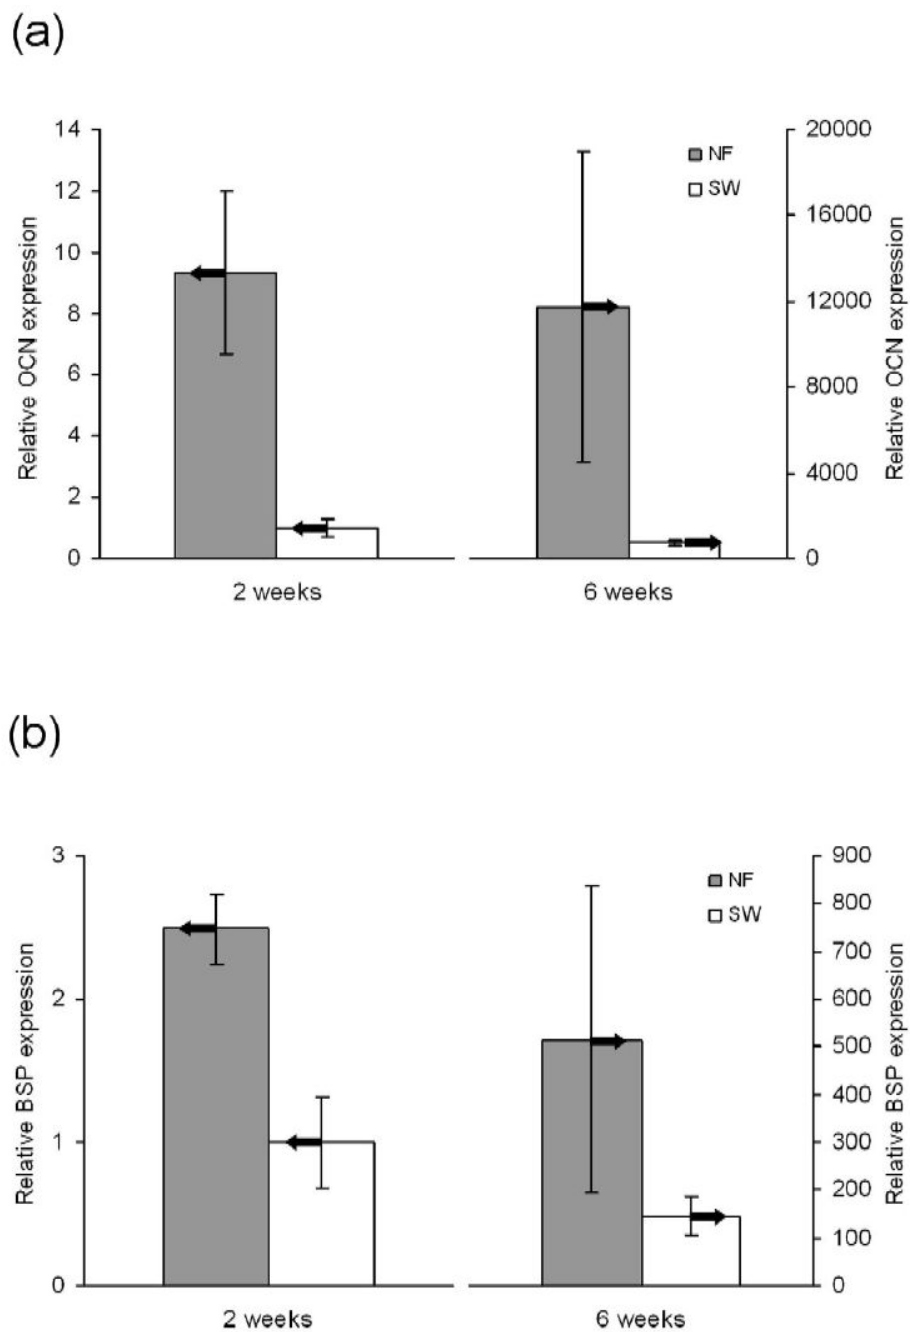 (a)
Relative OCN expression
14
12
10
8
6
4
2
0
NF
SW
20000
16000
12000
8000
4000
0
Relative OCN expression
2 weeks
6 weeks
(b)
Relative BSP expression
3
2
1
0
NF
SW
900
800
700
600
500
400
300
200
100
0
Relative BSP expression
2 weeks
6 weeks